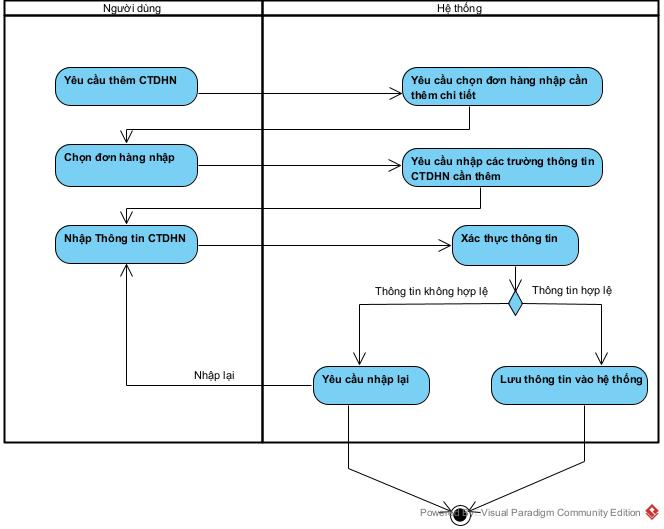 Người dùng
Hệ thống
Yêu cầu thêm CTDHN
Yêu cầu chọn đơn hàng nhập cần
thêm chi tiết
Chọn đơn hàng nhập
Yêu cầu nhập các trường thông tin
CTDHN cần thêm
Nhập Thông tin CTDHN
Xác thực thông tin
Thông tin không hợp lệ
Thông tin hợp lệ
Nhập lại
Yêu cầu nhập lại
Lưu thông tin vào hệ thống
Powered By Visual Paradigm Community Edition